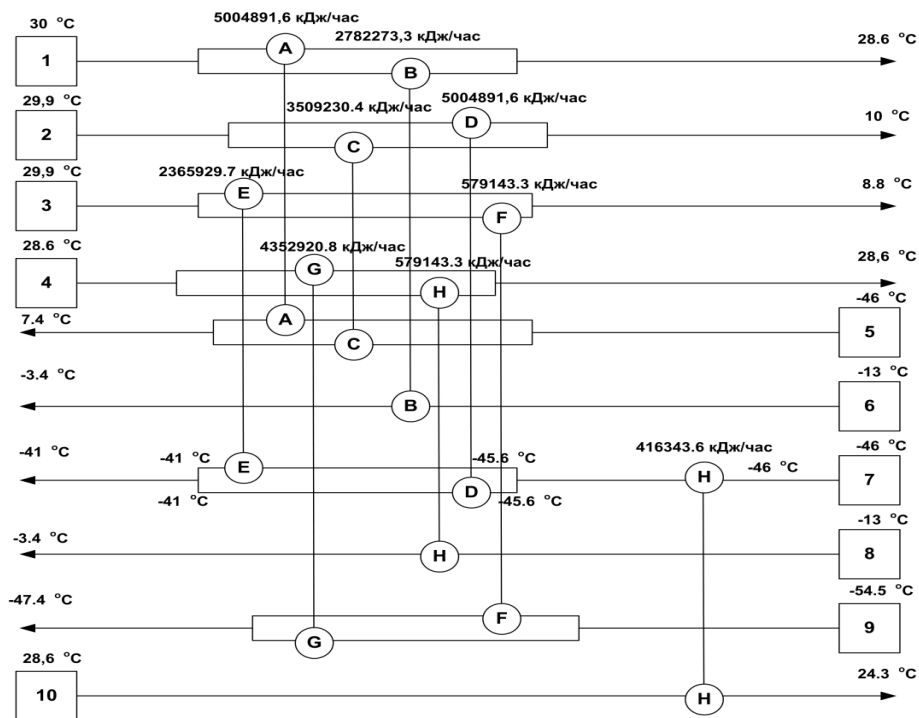 5004891,6 кДж/час
30 °C
2782273,3 кДж/час
28.6 °C
A
1
B
29,9 °C
3509230.4 кДж/час
5004891,6 кДж/час
10 °C
D
2
C
29,9 °C
2365929.7 кДж/час
579143.3 кДж/час
8.8 °C
E
3
F
28.6 °C
4352920.8 кДж/час
579143.3 кДж/час
28,6 °C
G
4
H
7.4 °C
-46 °C
A
5
C
-3.4 °C
-13 °C
B
6
-41 °C
-41 °C
-45.6 °C
416343.6 кДж/час
-46 °C
-46 °C
E
H
7
-41 °C
D
-45.6 °C
-3.4 °C
-13 °C
H
8
-47.4 °C
-54.5 °C
F
9
G
28,6 °C
24.3 °C
10
H